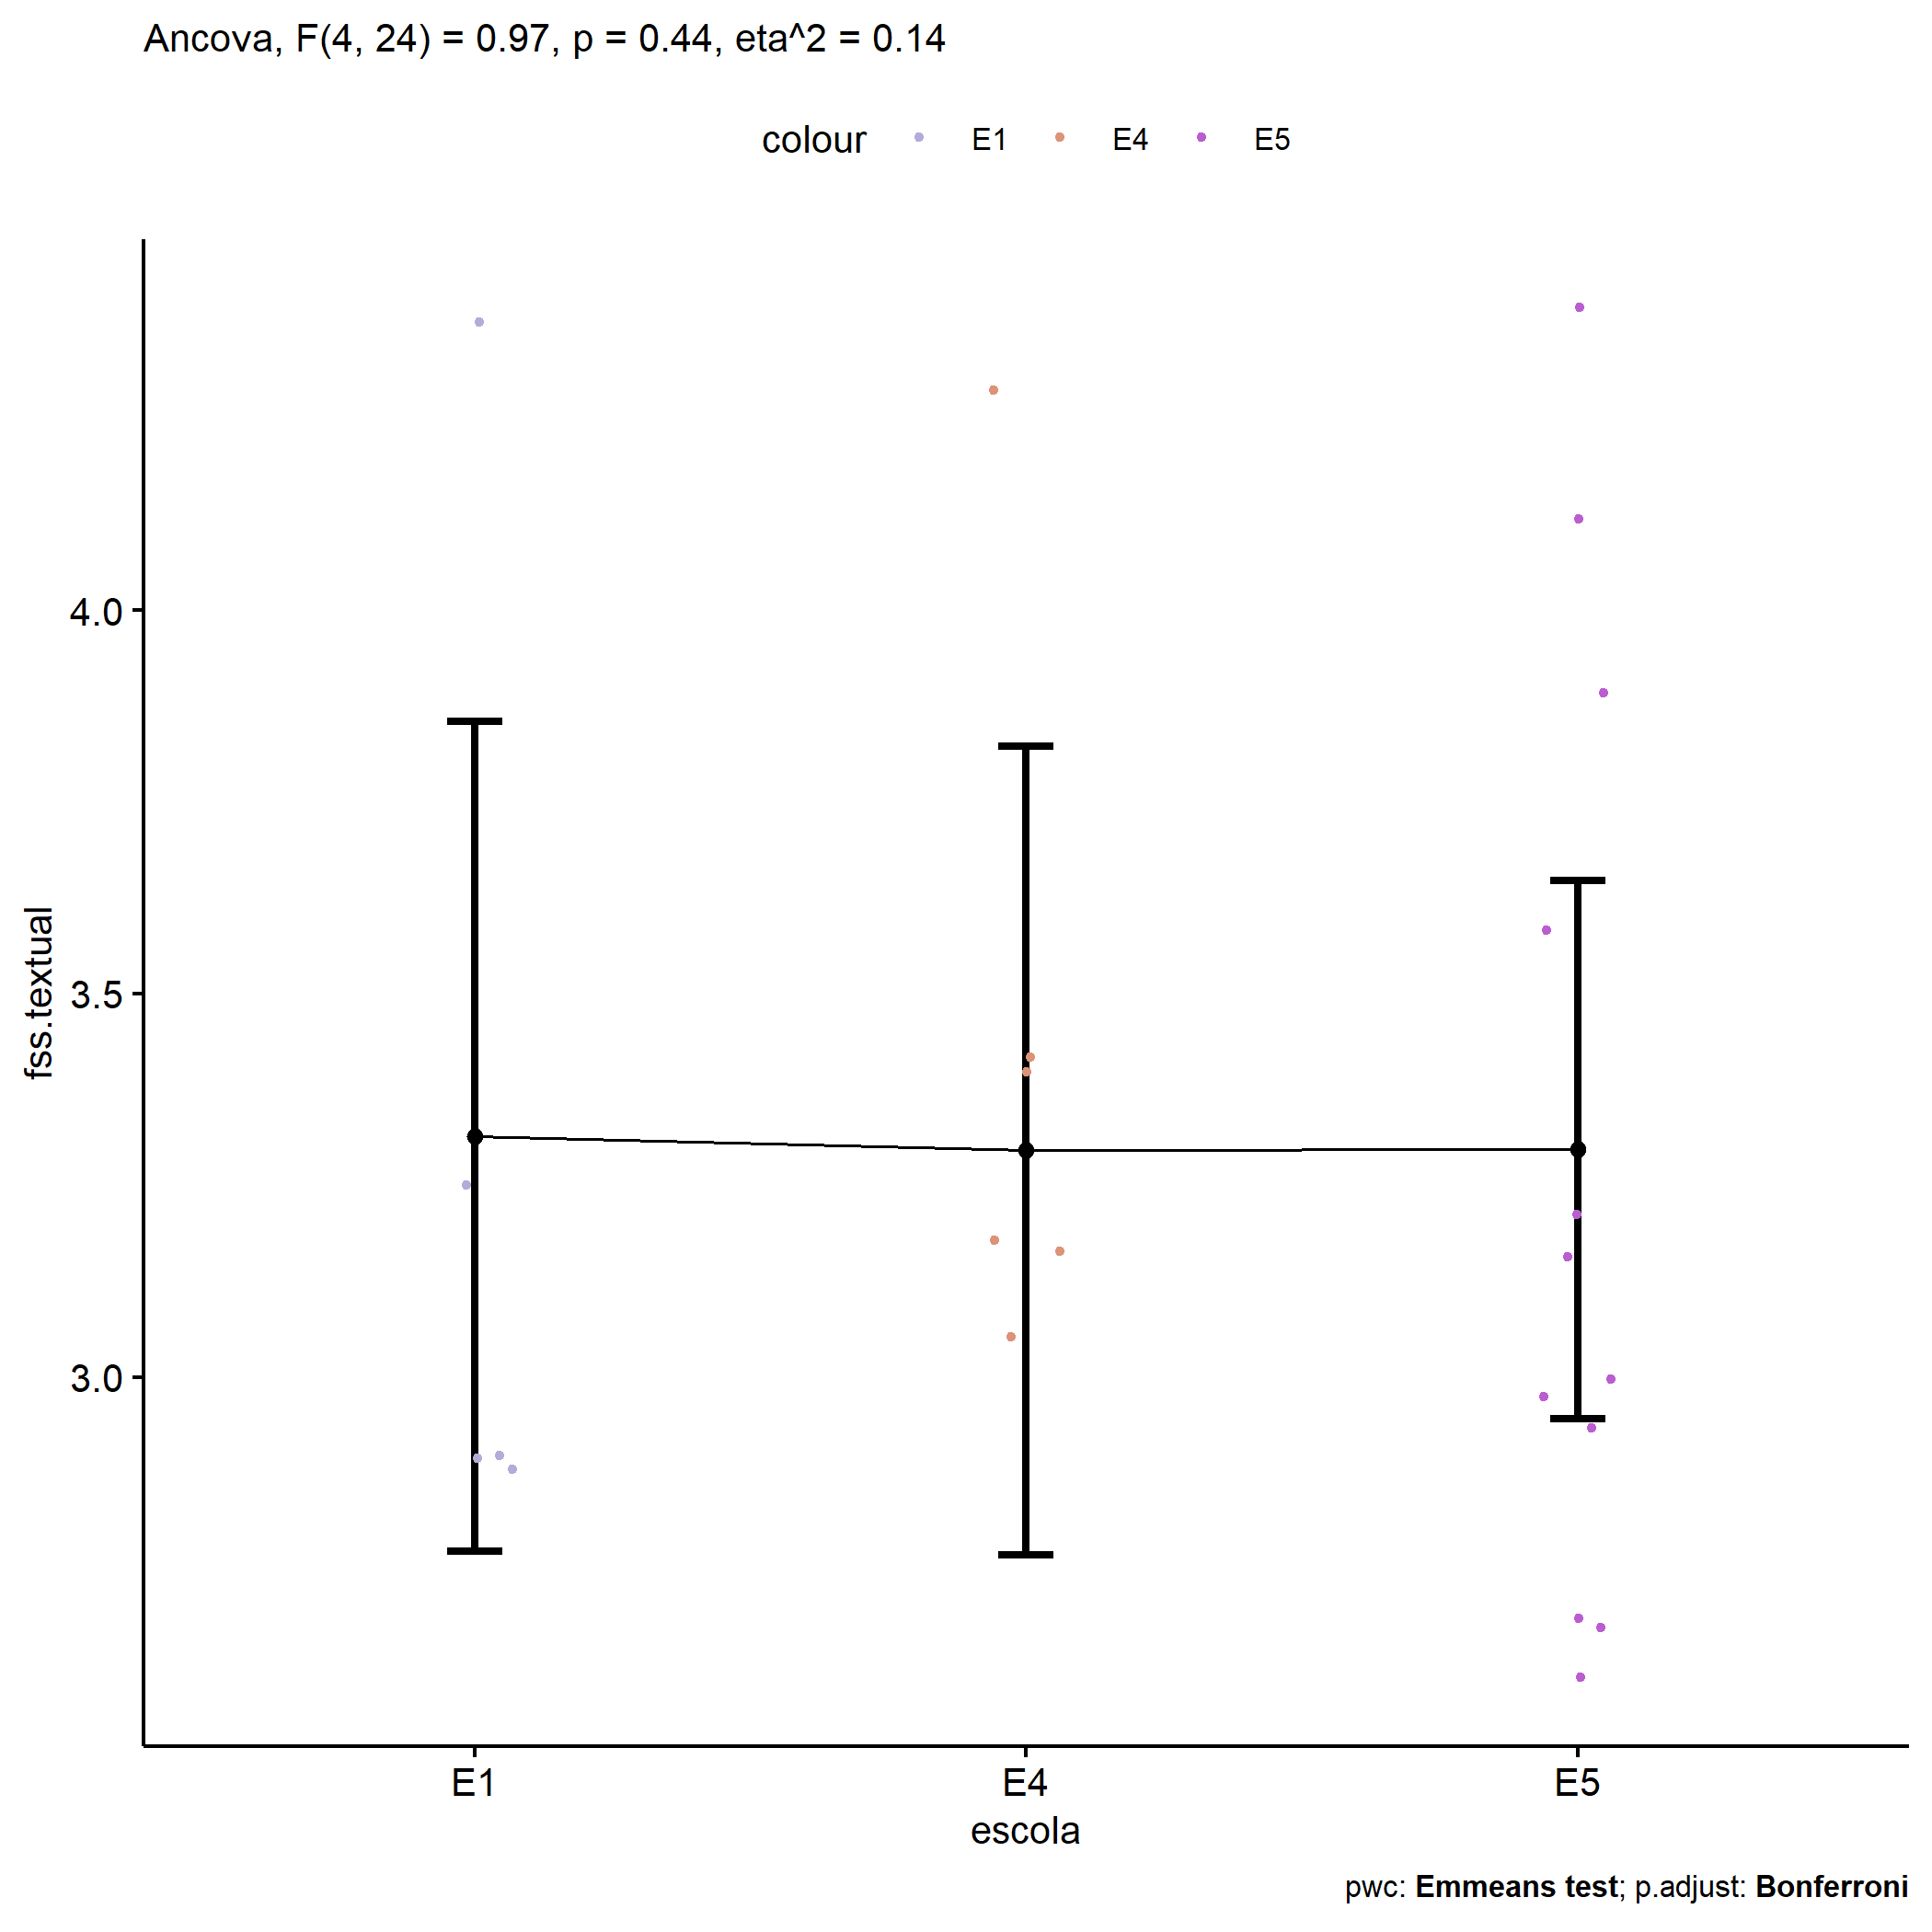 Ancova, F(4, 24) = 0.97, p = 0.44, eta^2 = 0.14
colour E1 E4 E5
4.0
3.5
3.0
fss.textual
E1 E4 E5
escola
pwc: Emmeans test; p.adjust: Bonferroni